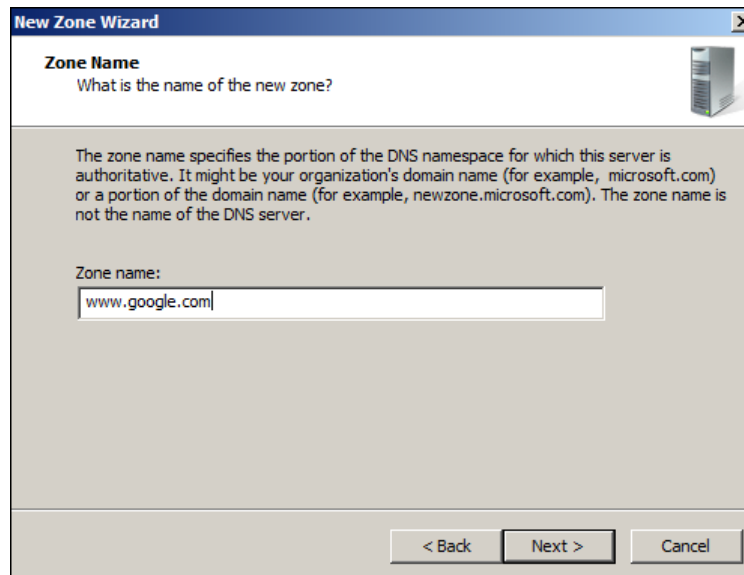 New Zone Wizard
Zone Name
What is the name of the new zone?
The zone name specifies the portion of the DNS namespace for which this server is
authoritative. It might be your organization's domain name (for example, microsoft.com)
or a portion of the domain name (for example, newzone.microsoft.com). The zone name is
not the name of the DNS server.
Zone name:
www.google.com
< Back Next > Cancel